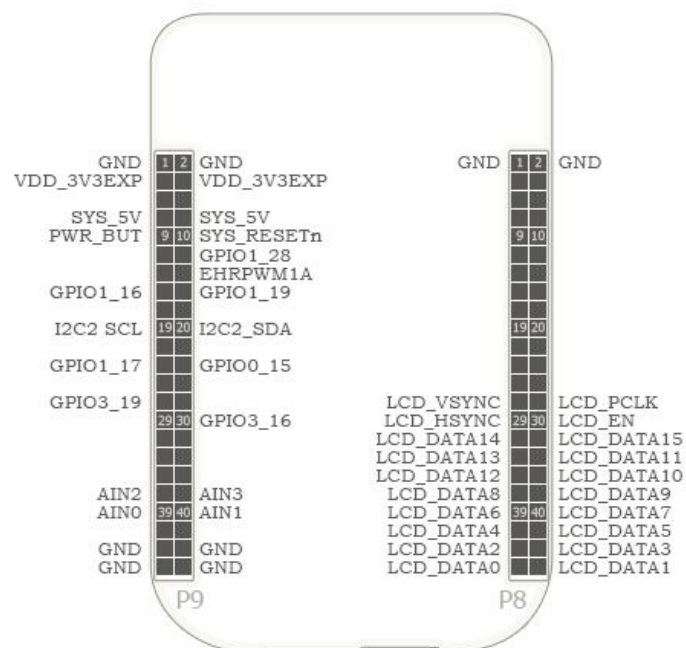 GND 1 2 GND GND 1 2 GND
VDD_3V3EXP VDD_3V3EXP
SYS_5V SYS_5V
PWR_BUT 9 10 SYS_RESETn 9 10
GPIO1_28
EHRPWM1A
GPIO1_16 GPIO1_19
I2C2 SCL 19 20 I2C2_SDA 19 20
GPIO1_17 GPIO0_15
GPIO3_19 LCD_VSYNC LCD_PCLK
29 30 GPIO3_16 LCD_HSYNC 29 30 LCD_EN
LCD_DATA14 LCD_DATA15
LCD_DATA13 LCD_DATA11
LCD_DATA12 LCD_DATA10
AIN2 AIN3 LCD_DATA8 LCD_DATA9
AIN0 39 40 AIN1 LCD_DATA6 39 40 LCD_DATA7
LCD_DATA4 LCD_DATA5
GND GND LCD_DATA2 LCD_DATA3
GND GND LCD_DATA0 LCD_DATA1
P9 P8